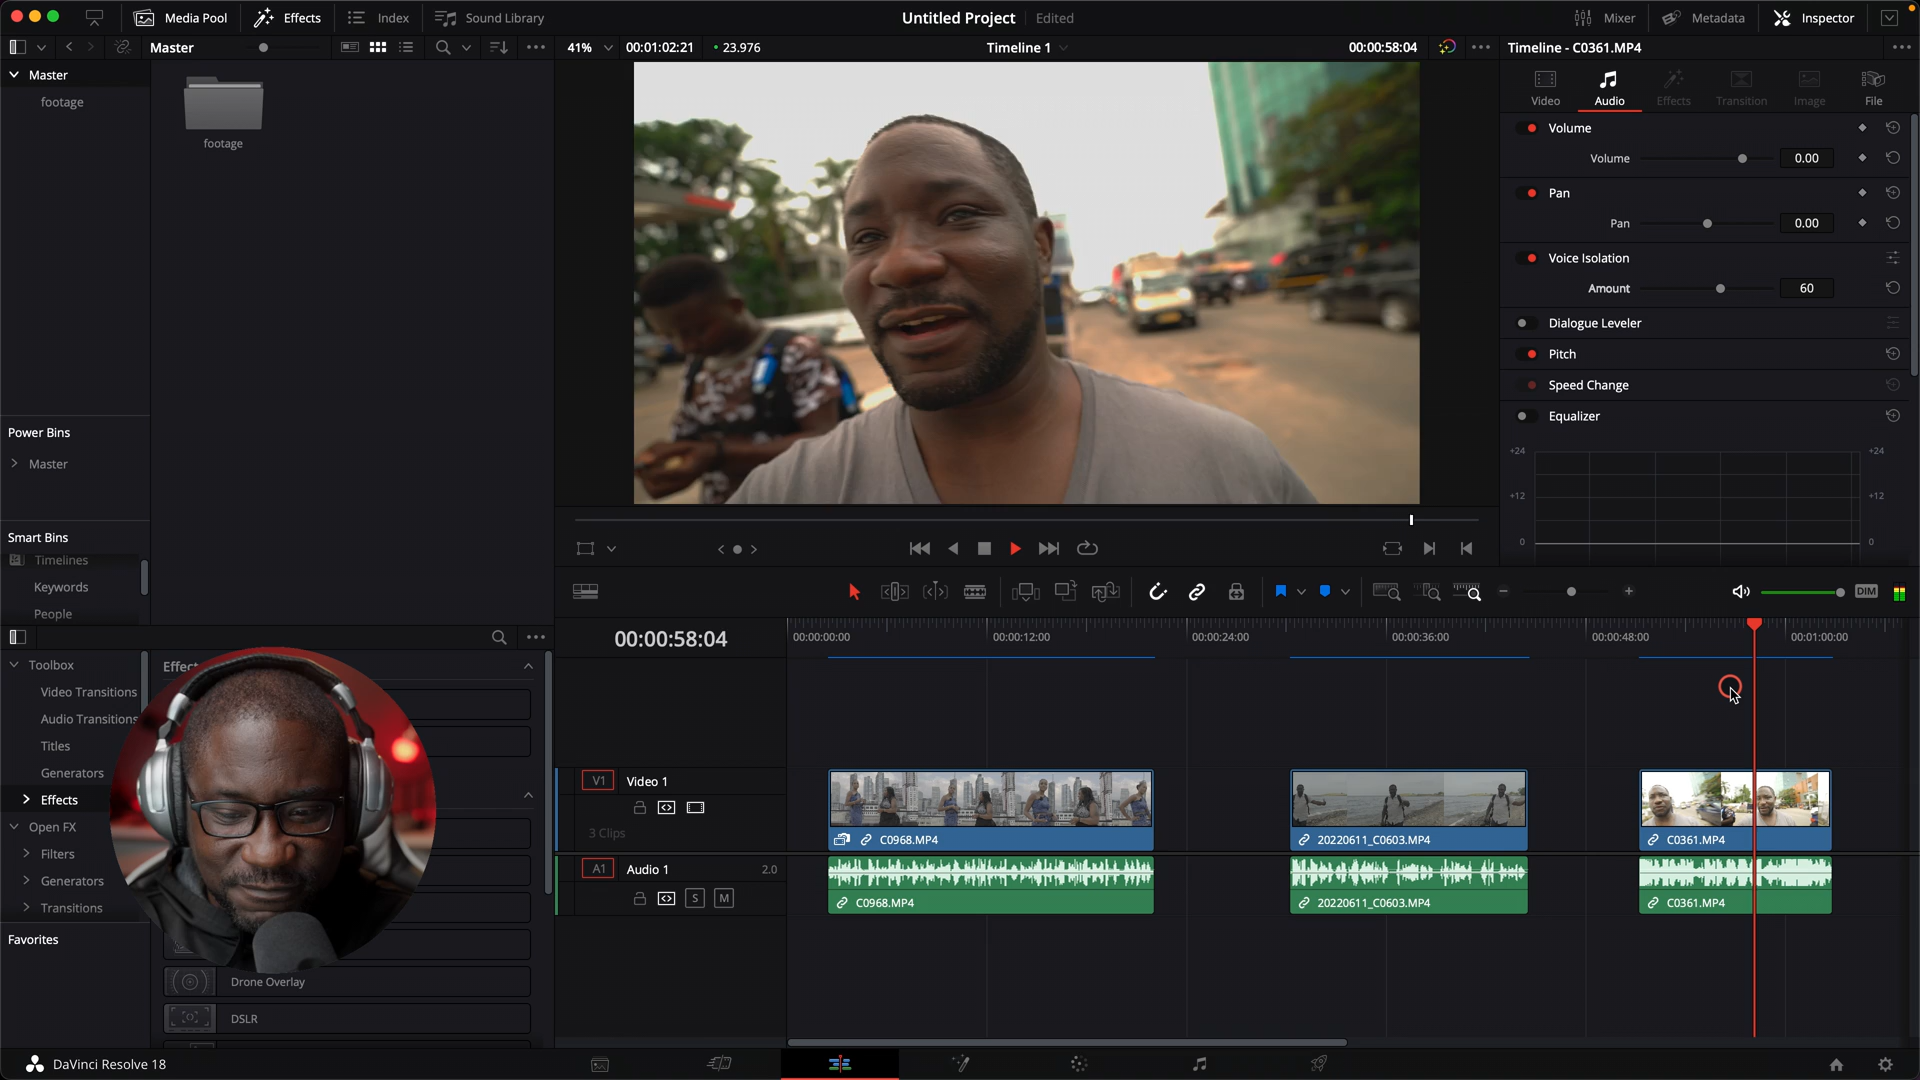 Media Pool
Effects
Index
Sound Library
Untitled Project
Edited
Mixer
Metadata
Inspector
Master
41%
00:01:02:21
23.976
Timeline 1
00:00:58:04
Timeline - C0361.MP4
Master
footage
footage
Video
Audio
Effects
Transition
Image
File
Volume
Volume
0.00
Pan
Pan
0.00
Voice Isolation
Amount
60
Dialogue Leveler
Pitch
Speed Change
Equalizer
+24
+24
+12
+12
0
0
Power Bins
Master
Smart Bins
Timelines
Keywords
People
DIM
00:00:58:04
00:00:00:00
00:00:12:00
00:00:24:00
00:00:36:00
00:00:48:00
00:01:00:00
Toolbox
Video Transitions
Audio Transitions
Titles
Generators
Effects
Open FX
Filters
Generators
Transitions
Favorites
Drone Overlay
DSLR
V1
Video 1
3 Clips
C0968.MP4
20220611_C0603.MP4
C0361.MP4
A1
Audio 1
2.0
S
M
C0968.MP4
20220611_C0603.MP4
C0361.MP4
DaVinci Resolve 18